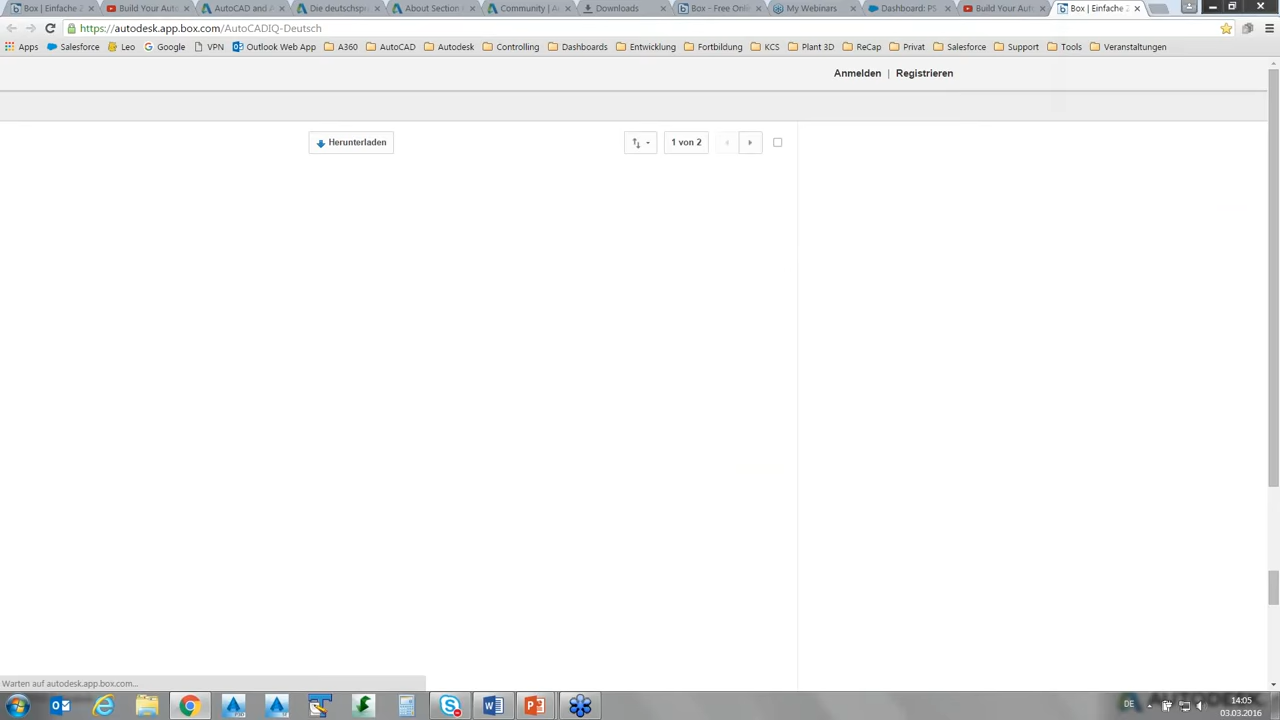 Box | Einfache
Build Your Auto
AutoCAD and A
Die deutschspr
About Section
Community | A
Downloads
Box – Free Onli
My Webinars
Dashboard: PS
Build Your Auto
Box | Einfache
https://autodesk.app.box.com/AutoCADIQ-Deutsch
Apps Salesforce Leo Google VPN Outlook Web App A360 AutoCAD Autodesk Controlling Dashboards Entwicklung Fortbildung KCS Plant 3D ReCap Privat Salesforce Support Tools Veranstaltungen
Anmelden | Registrieren
Herunterladen
1 von 2
Warten auf autodesk.app.box.com...
DE
14:05
03.03.2016